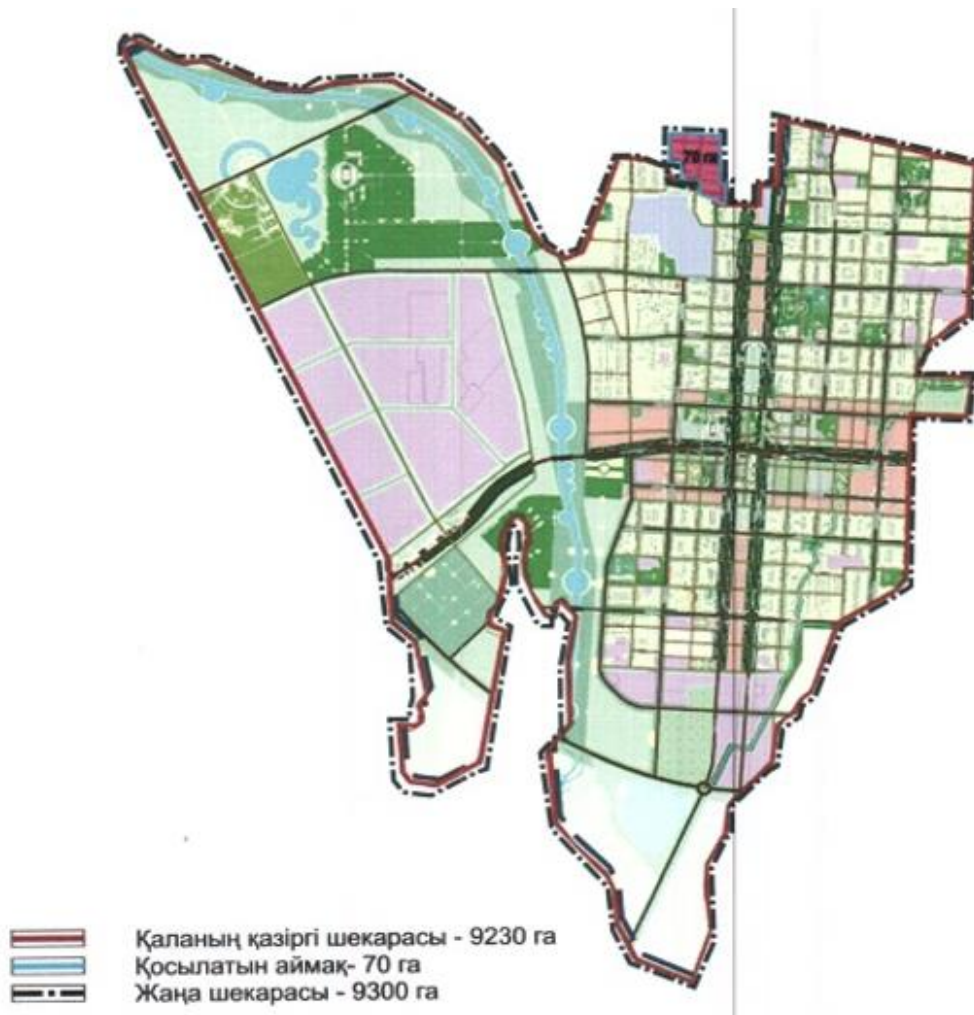 70 га
Қаланың қазіргі шекарасы - 9230 га
Қосылатын аймақ- 70 га
Жаңа шекарасы - 9300 га